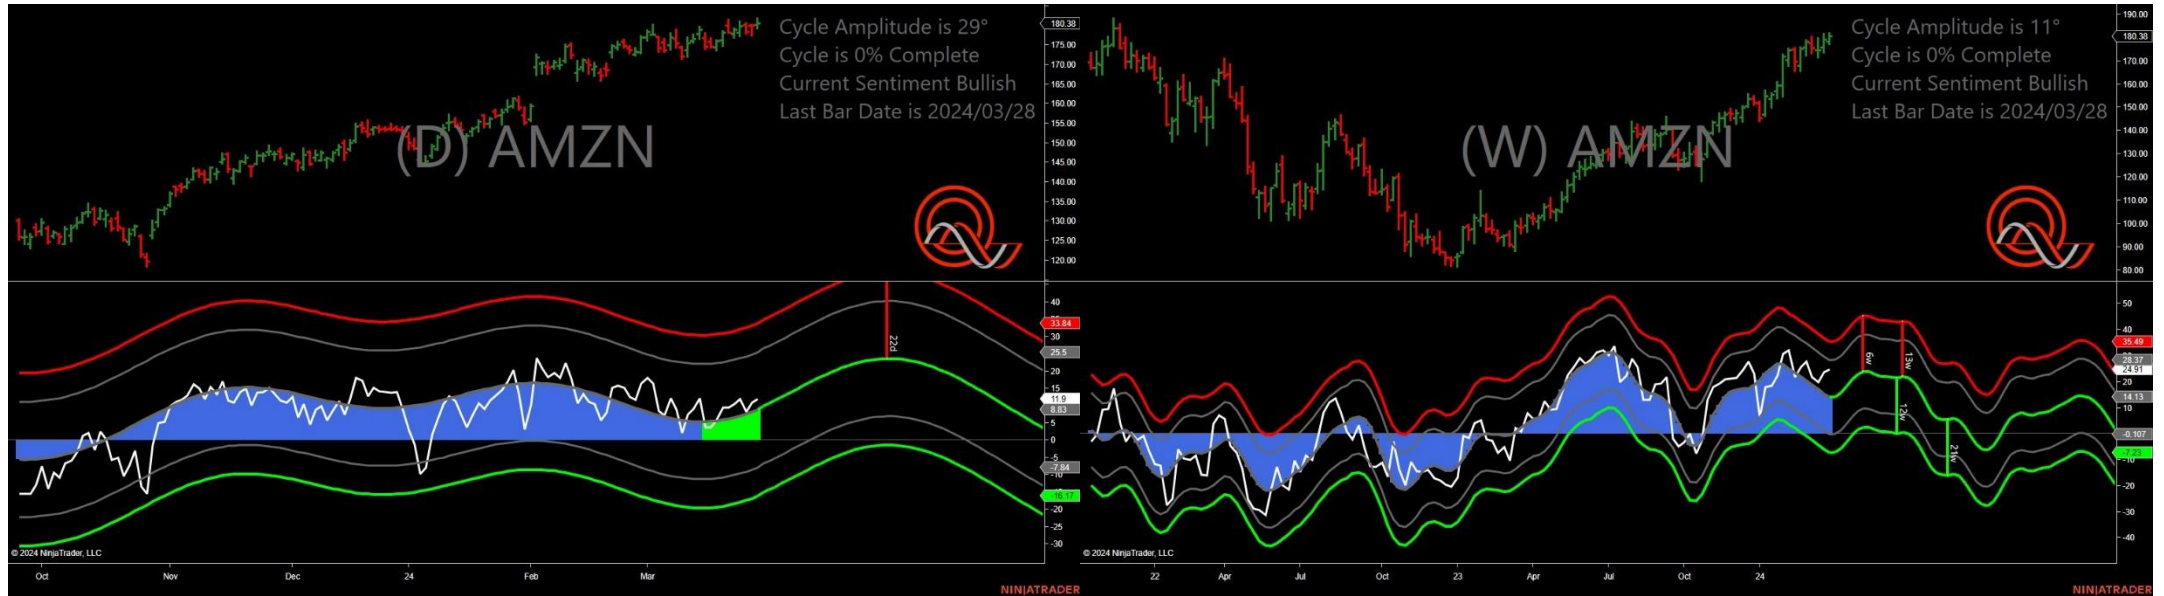 Cycle Amplitude is 29°
Cycle is 0% Complete
Current Sentiment Bullish
Last Bar Date is 2024/03/28
(D) AMZN
180.38
175.00
170.00
165.00
160.00
155.00
150.00
145.00
140.00
135.00
130.00
125.00
120.00
40
33.84
30
25.5
20
15
11.9
8.83
5
0
-5
-7.84
-10
-16.17
-20
-25
-30
22d
© 2024 NinjaTrader, LLC
Oct
Nov
Dec
24
Feb
Mar
NINJATRADER
Cycle Amplitude is 11°
Cycle is 0% Complete
Current Sentiment Bullish
Last Bar Date is 2024/03/28
(W) AMZN
190.00
180.38
170.00
160.00
150.00
140.00
130.00
120.00
110.00
100.00
90.00
80.00
50
40
35.49
28.37
24.91
20
14.13
10
-0.107
-7.23
-20
-30
-40
6w
13w
12w
21w
© 2024 NinjaTrader, LLC
22
Apr
Jul
Oct
23
Apr
Jul
Oct
24
NINJATRADER